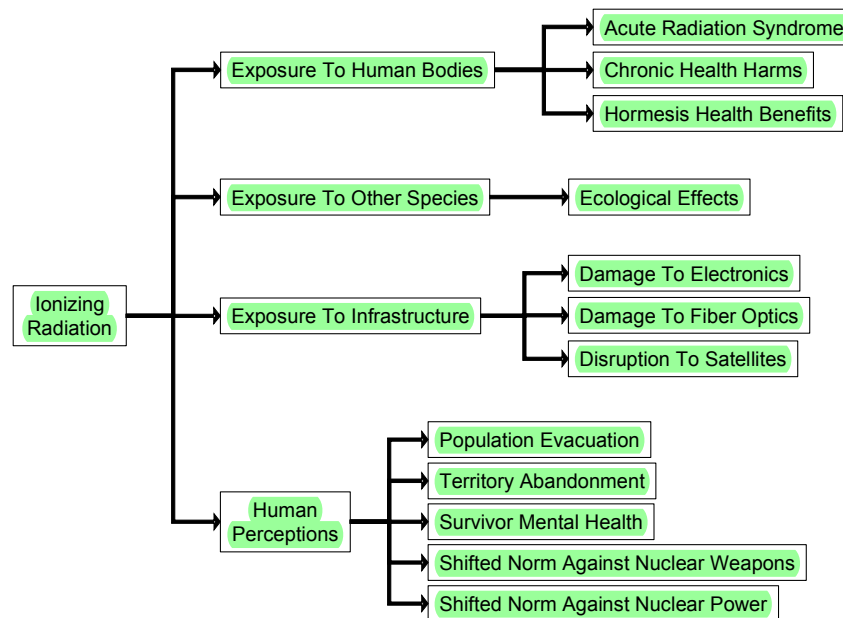 Acute Radiation Syndrome
Exposure To Human Bodies
Chronic Health Harms
Hormesis Health Benefits
Exposure To Other Species
Ecological Effects
Ionizing
Radiation
Exposure To Infrastructure
Damage To Electronics
Damage To Fiber Optics
Disruption To Satellites
Human
Perceptions
Population Evacuation
Territory Abandonment
Survivor Mental Health
Shifted Norm Against Nuclear Weapons
Shifted Norm Against Nuclear Power